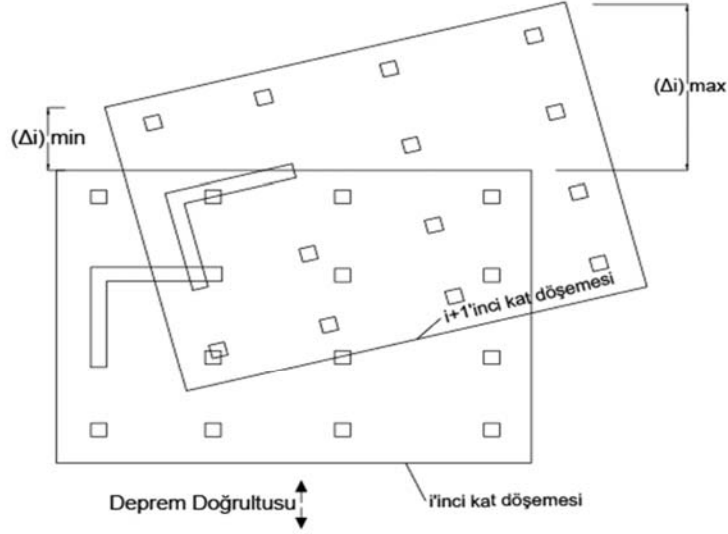 (Δi) max
(Δi) min
i+1'inci kat döşemesi
Deprem Doğrultusu
i'inci kat döşemesi